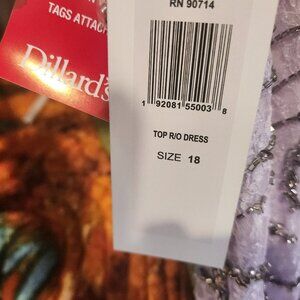 TAGS ATTACH
Dillard's
RN 90714
1 92081 55003 8
TOP R/O DRESS
SIZE 18